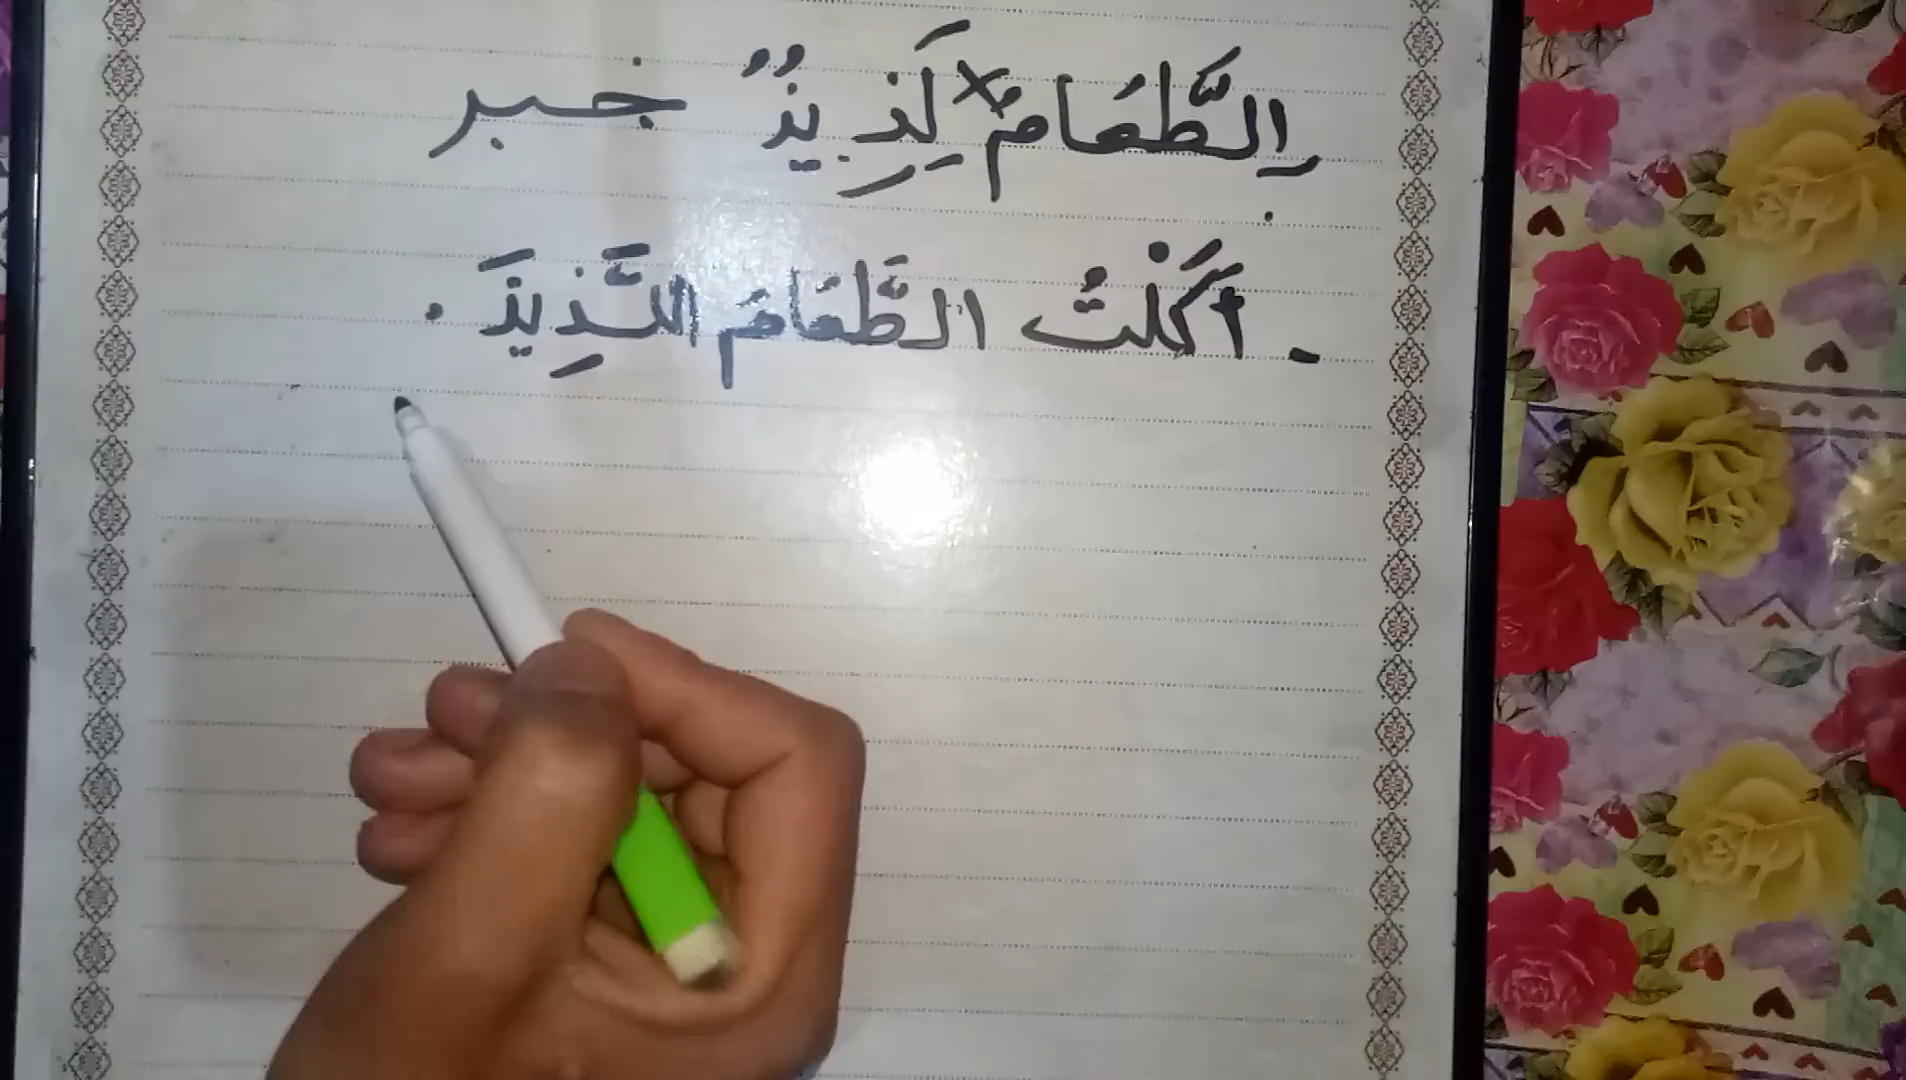 الطَّعَامُ لَذِيذٌ خبر
- أَكَلْتُ الطَّعَامَ اللَّذِيذَ .